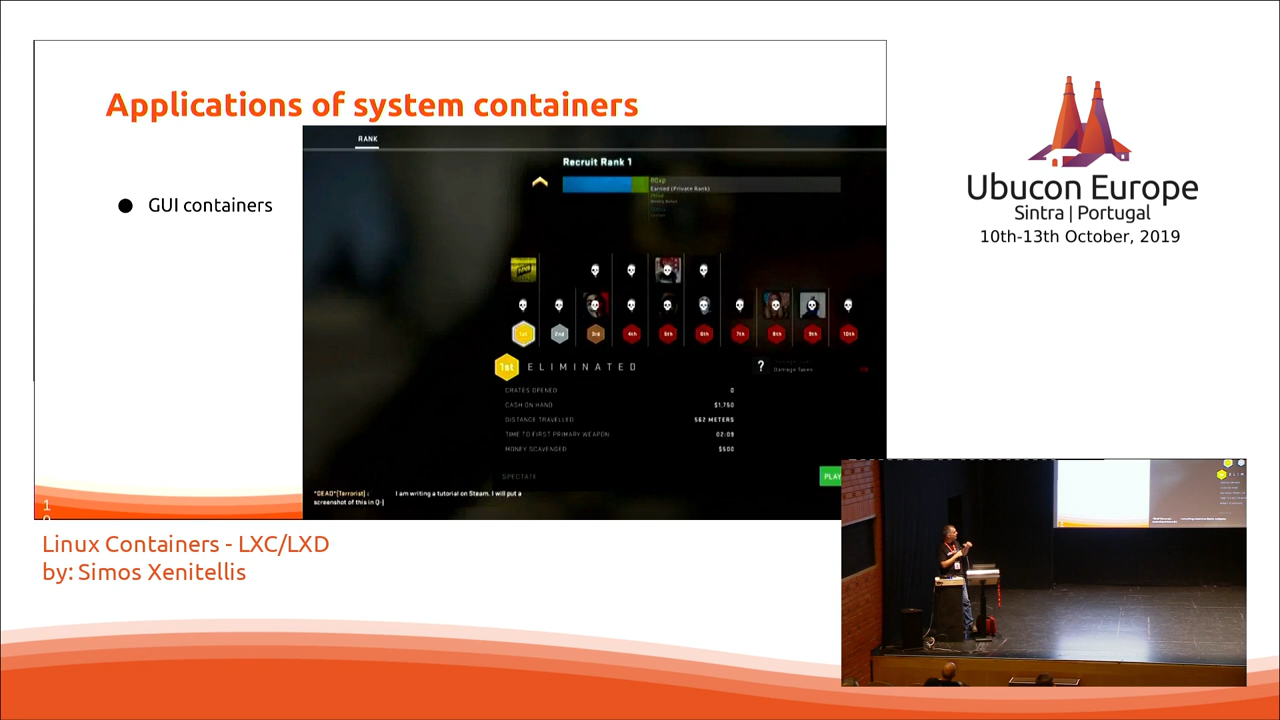 Applications of system containers
GUI containers
RANK
Recruit Rank 1
Earned (Private Rank)
1st
2nd
3rd
4th
5th
6th
7th
8th
9th
10th
1st ELIMINATED
? Damage Taken
CRATES OPENED 0
CASH ON HAND $1,750
DISTANCE TRAVELLED 562 METERS
TIME TO FIRST PRIMARY WEAPON 02:09
MONEY SCAVENGED $500
SPECTATE
PLAY
*DEAD*[Terrorist] : I am writing a tutorial on Steam. I will put a
screenshot of this in Q-]
Linux Containers - LXC/LXD
by: Simos Xenitellis
Ubucon Europe
Sintra | Portugal
10th-13th October, 2019